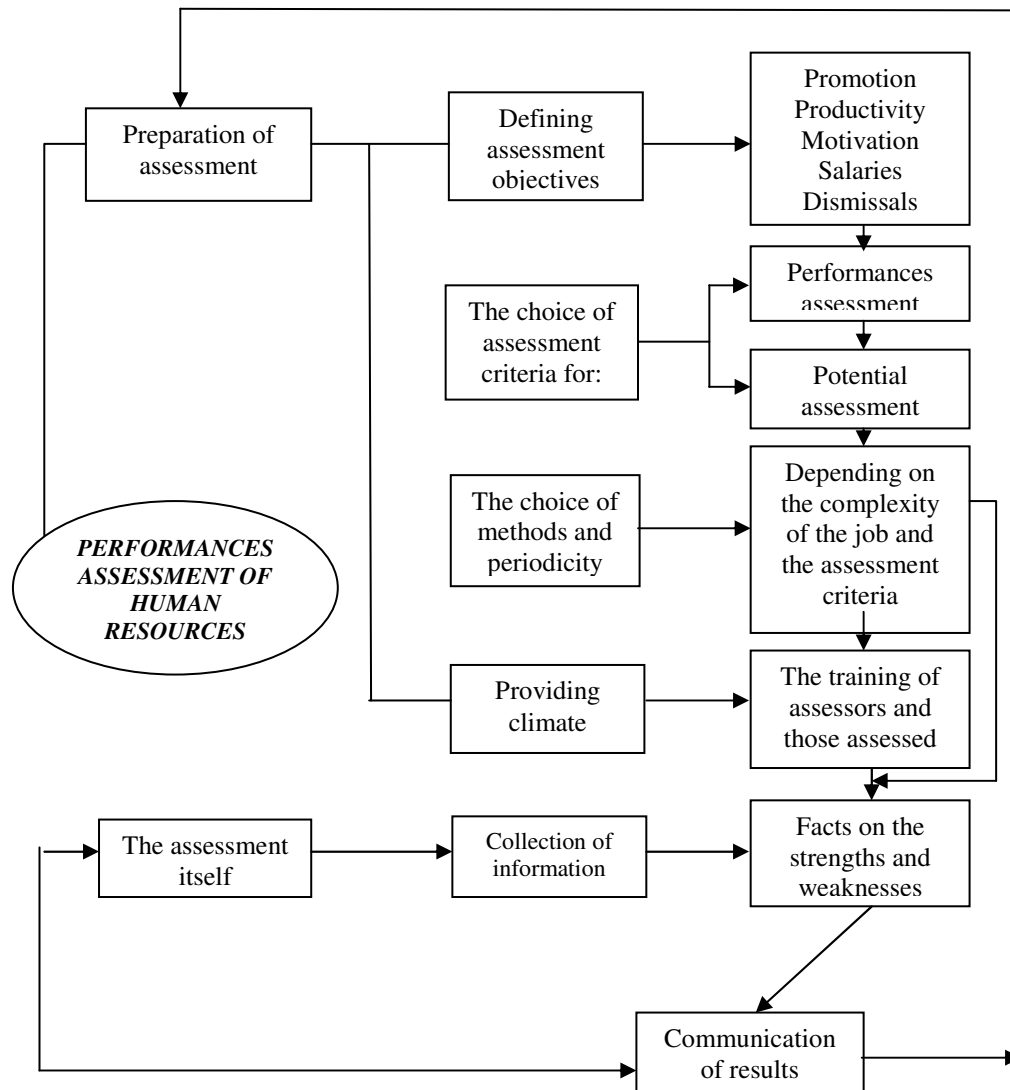 Preparation of
assessment
Defining
assessment
objectives
Promotion
Productivity
Motivation
Salaries
Dismissals
The choice of
assessment
criteria for:
Performances
assessment
Potential
assessment
The choice of
methods and
periodicity
Depending on
the complexity
of the job and
the assessment
criteria
PERFORMANCES
ASSESSMENT OF
HUMAN
RESOURCES
Providing
climate
The training of
assessors and
those assessed
The assessment
itself
Collection of
information
Facts on the
strengths and
weaknesses
Communication
of results